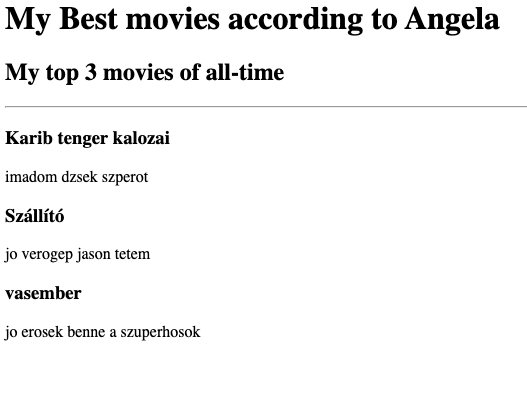 My Best movies according to Angela
My top 3 movies of all-time
Karib tenger kalozai
imadom dzsek szperot
Szállító
jo verogep jason tetem
vasember
jo erosek benne a szuperhosok